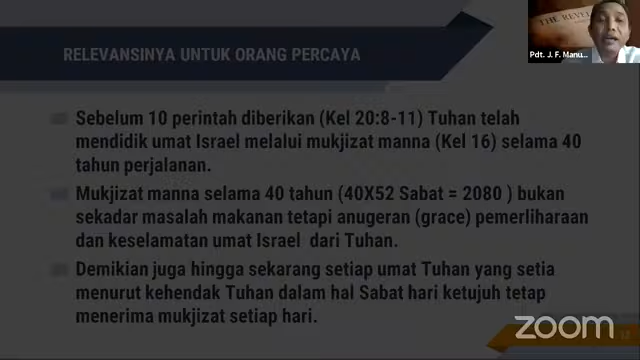 THE REVEL
Pdt. J. F. Manu...
RELEVANSINYA UNTUK ORANG PERCAYA
Sebelum 10 perintah diberikan (Kel 20:8-11) Tuhan telah
mendidik umat Israel melalui mukjizat manna (Kel 16) selama 40
tahun perjalanan.
Mukjizat manna selama 40 tahun (40X52 Sabat = 2080 ) bukan
sekadar masalah makanan tetapi anugeran (grace) pemerliharaan
dan keselamatan umat Israel dari Tuhan.
Demikian juga hingga sekarang setiap umat Tuhan yang setia
menurut kehendak Tuhan dalam hal Sabat hari ketujuh tetap
menerima mukjizat setiap hari.
zoom